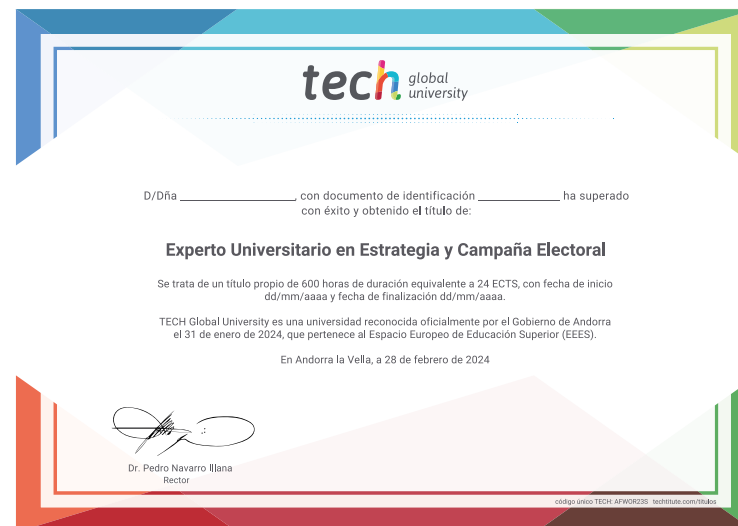 tech global university
D/Dña ____________________, con documento de identificación ______________ ha superado
con éxito y obtenido el título de:
Experto Universitario en Estrategia y Campaña Electoral
Se trata de un título propio de 600 horas de duración equivalente a 24 ECTS, con fecha de inicio
dd/mm/aaaa y fecha de finalización dd/mm/aaaa.
TECH Global University es una universidad reconocida oficialmente por el Gobierno de Andorra
el 31 de enero de 2024, que pertenece al Espacio Europeo de Educación Superior (EEES).
En Andorra la Vella, a 28 de febrero de 2024
Dr. Pedro Navarro Illana
Rector
código único TECH: AFWOR23S techtitute.com/titulos